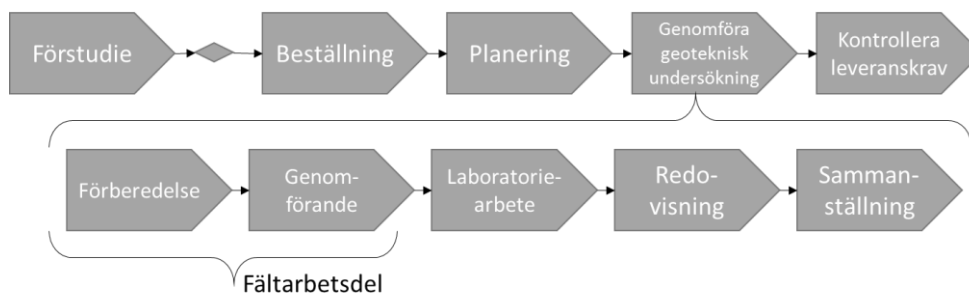 Förstudie
Beställning
Planering
Genomföra
geoteknisk
undersökning
Kontrollera
leveranskrav
Förberedelse
Genom-
förande
Laboratorie-
arbete
Redo-
visning
Samman-
ställning
Fältarbetsdel